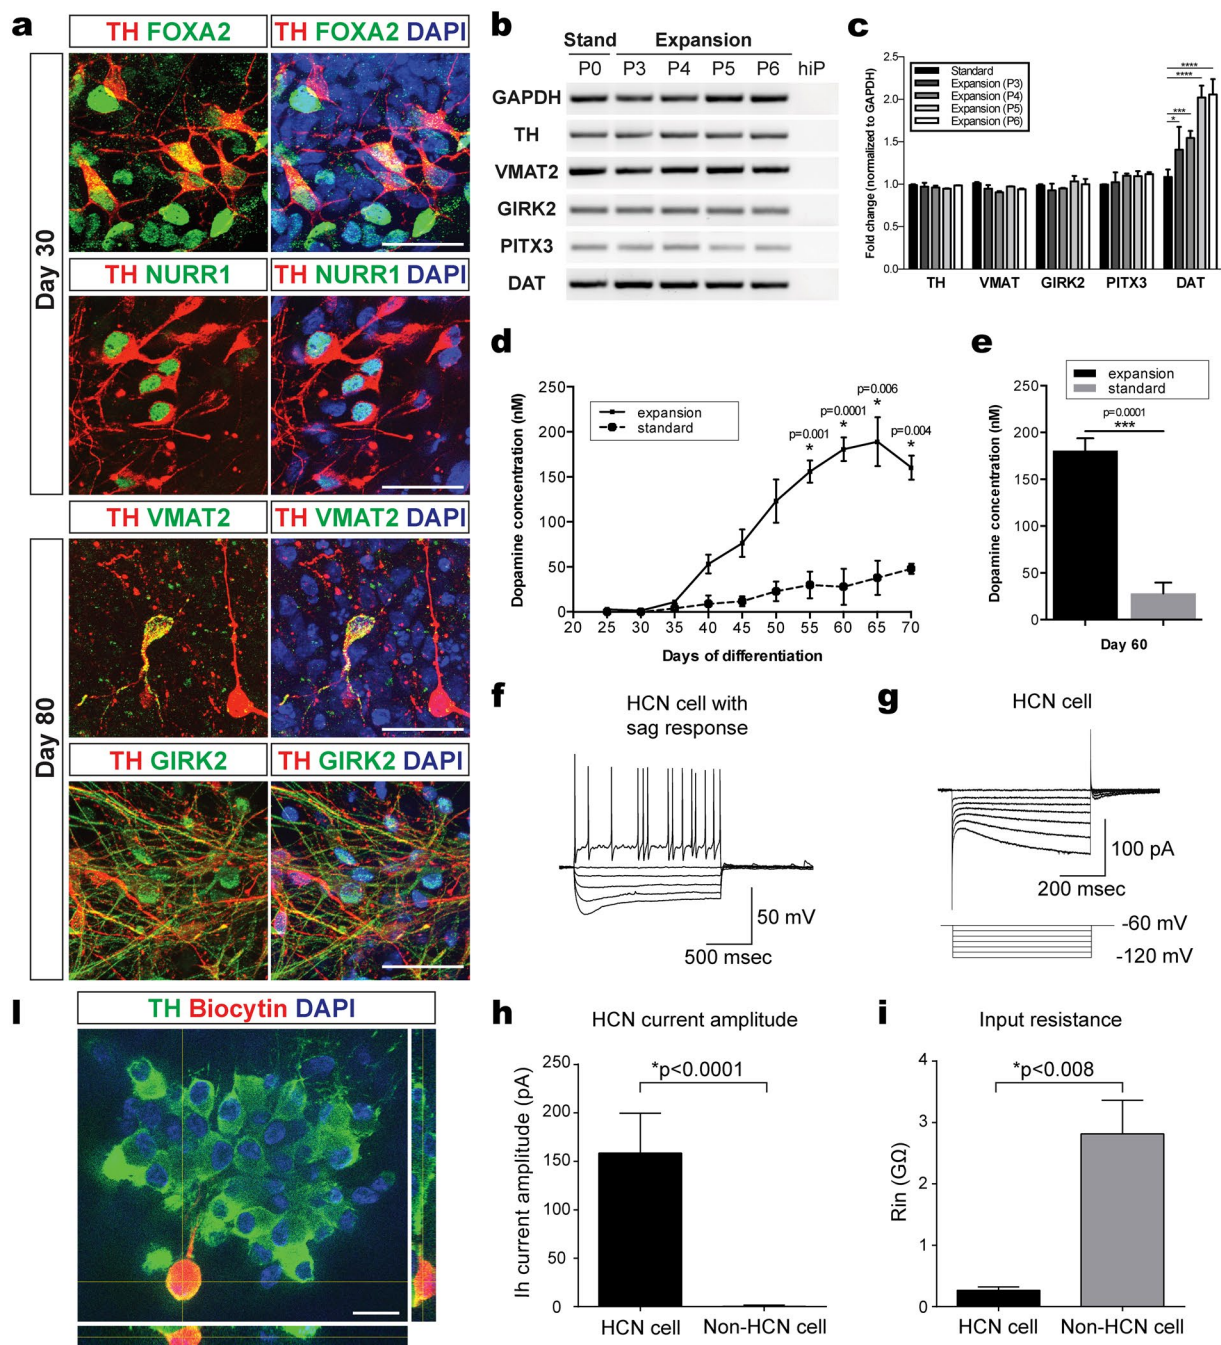 a
TH FOXA2
TH FOXA2 DAPI
Day 30
TH NURR1
TH NURR1 DAPI
TH VMAT2
TH VMAT2 DAPI
Day 80
TH GIRK2
TH GIRK2 DAPI
b
Stand Expansion
P0 P3 P4 P5 P6 hiP
GAPDH
TH
VMAT2
GIRK2
PITX3
DAT
c
Fold change (normalized to GAPDH)
2.5
2.0
1.5
1.0
0.5
0.0
Standard
Expansion (P3)
Expansion (P4)
Expansion (P5)
Expansion (P6)
****
****
***
*
TH VMAT GIRK2 PITX3 DAT
d
Dopamine concentration (nM)
250
200
150
100
50
0
expansion
standard
p=0.001
*
p=0.0001
*
p=0.006
*
p=0.004
*
20 25 30 35 40 45 50 55 60 65 70
Days of differentiation
e
expansion
standard
Dopamine concentration (nM)
250
200
150
100
50
0
p=0.0001
***
Day 60
f
HCN cell with
sag response
50 mV
500 msec
g
HCN cell
100 pA
200 msec
-60 mV
-120 mV
l
TH Biocytin DAPI
h
HCN current amplitude
Ih current amplitude (pA)
250
200
150
100
50
0
*p<0.0001
HCN cell Non-HCN cell
i
Input resistance
Rin (GΩ)
4
3
2
1
0
*p<0.008
HCN cell Non-HCN cell